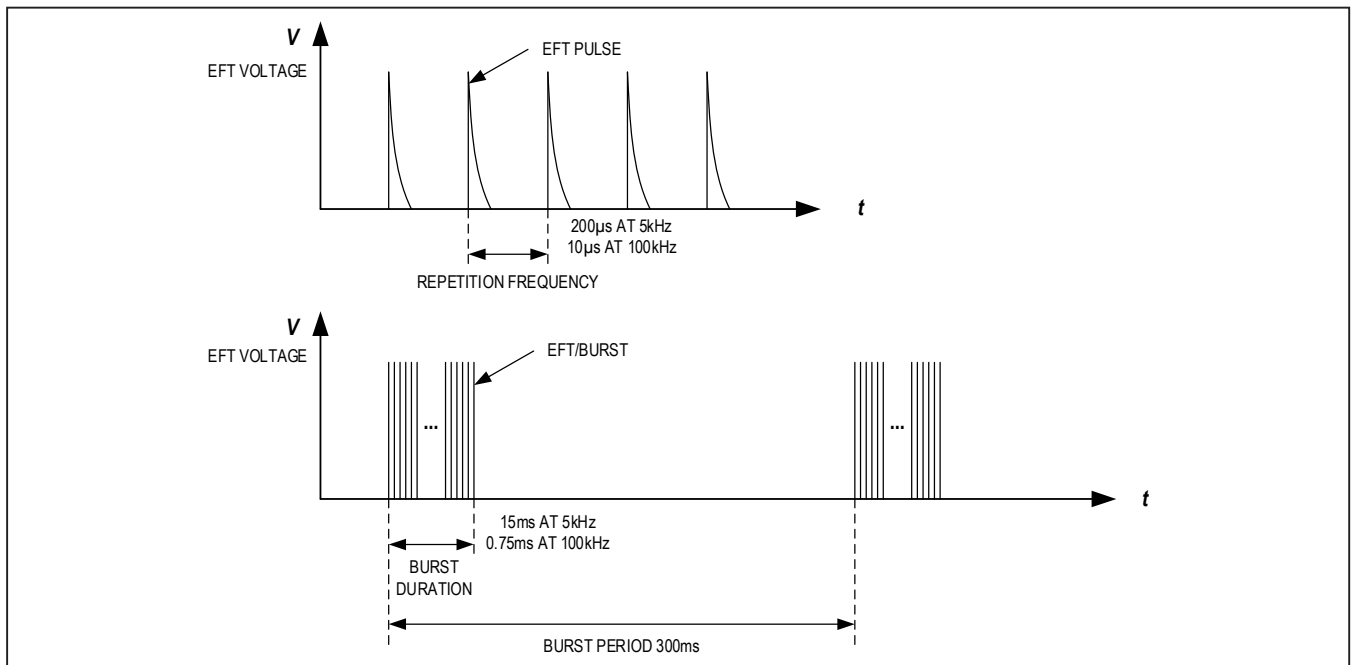 V
EFT VOLTAGE
EFT PULSE
t
200µs AT 5kHz
10µs AT 100kHz
REPETITION FREQUENCY
V
EFT VOLTAGE
EFT/BURST
...
...
t
15ms AT 5kHz
0.75ms AT 100kHz
BURST
DURATION
BURST PERIOD 300ms